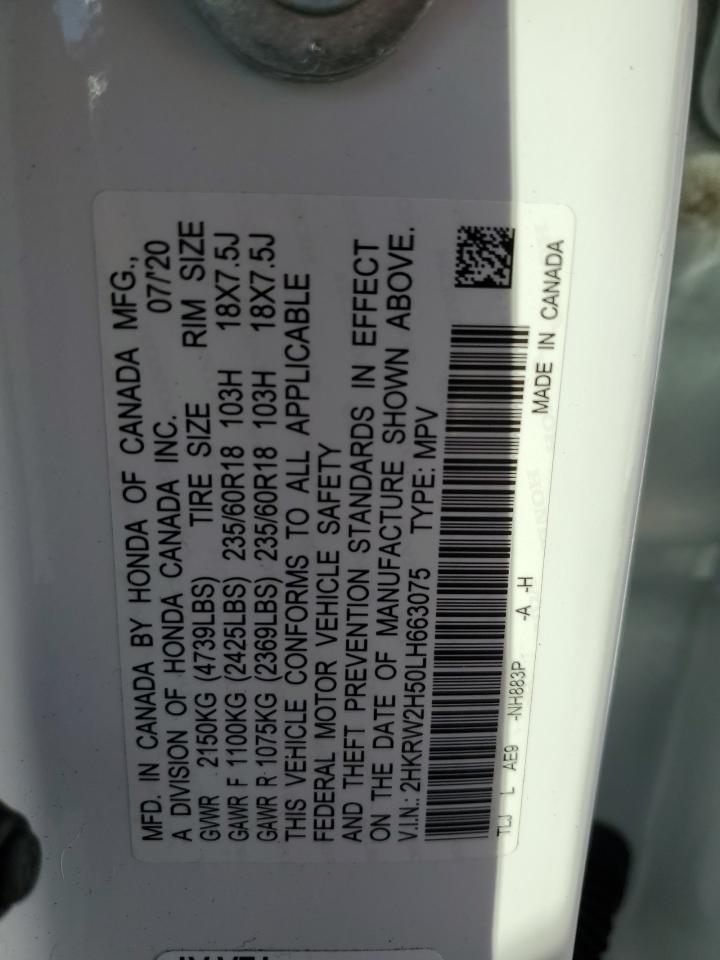 MFD. IN CANADA BY HONDA OF CANADA MFG.,
A DIVISION OF HONDA CANADA INC. 07/'20
GVWR 2150KG (4739LBS) TIRE SIZE RIM SIZE
GAWR F 1100KG (2425LBS) 235/60R18 103H 18X7.5J
GAWR R 1075KG (2369LBS) 235/60R18 103H 18X7.5J
THIS VEHICLE CONFORMS TO ALL APPLICABLE
FEDERAL MOTOR VEHICLE SAFETY
AND THEFT PREVENTION STANDARDS IN EFFECT
ON THE DATE OF MANUFACTURE SHOWN ABOVE.
V.I.N.: 2HKRW2H50LH663075 TYPE: MPV
TLJ L AE9 -NH883P -A -H
MADE IN CANADA